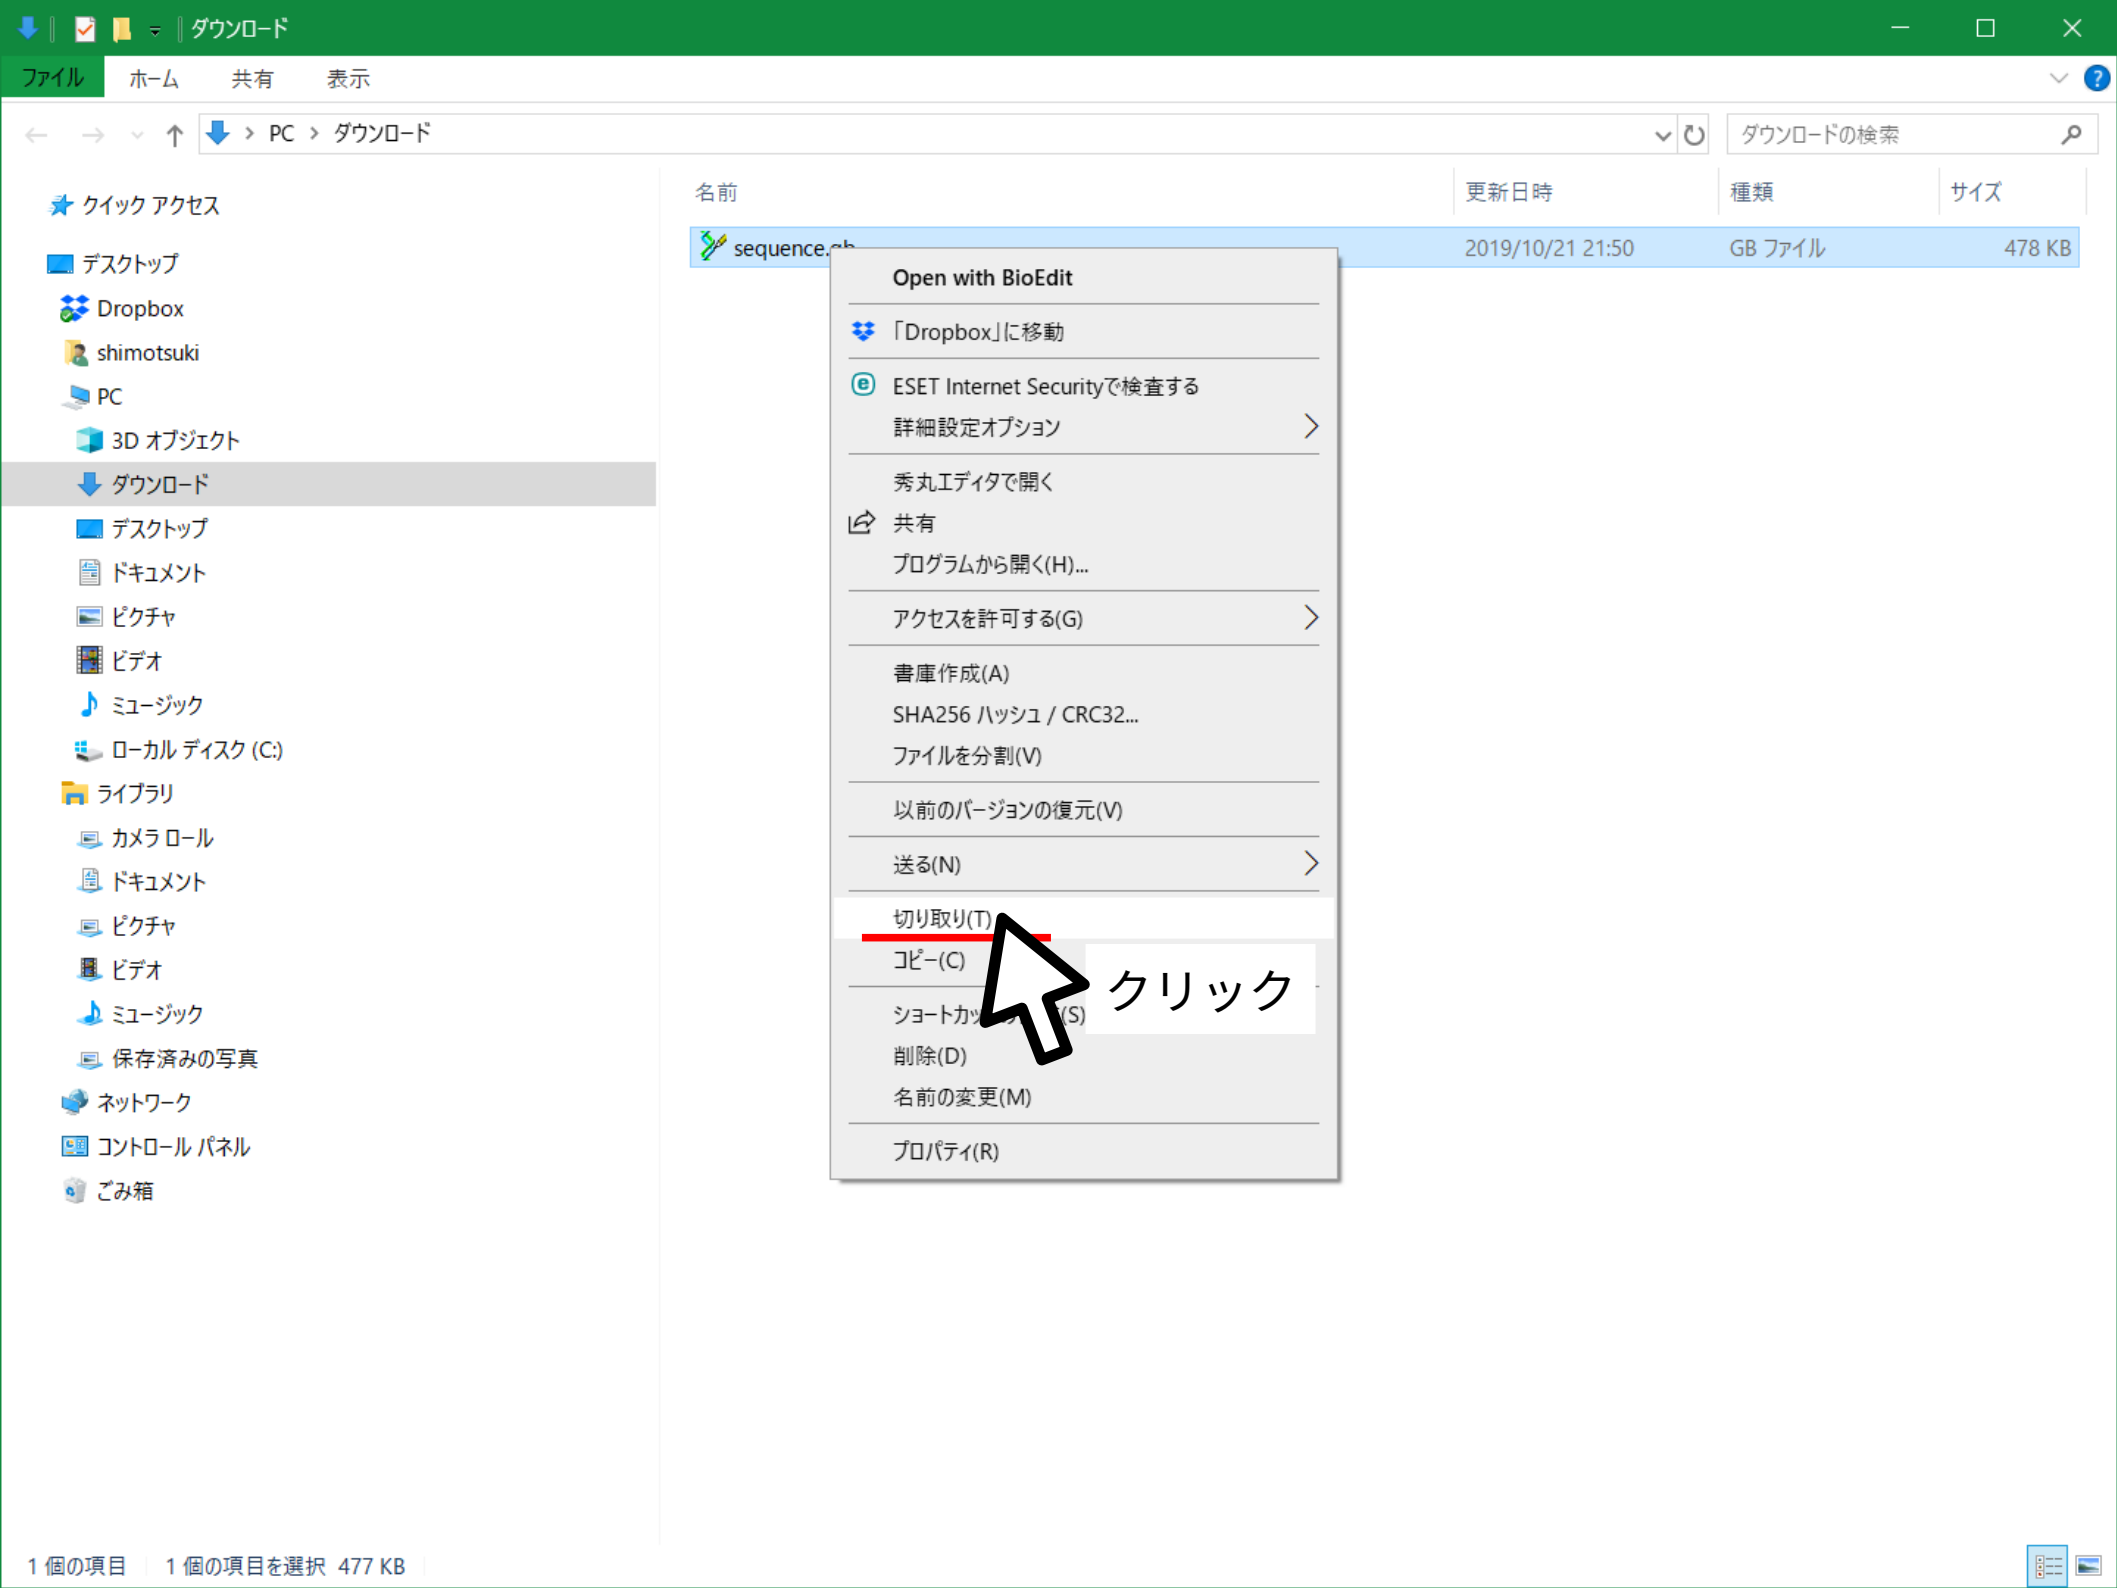 ダウンロード
ファイル ホーム 共有 表示
PC ダウンロード ダウンロードの検索
名前 更新日時 種類 サイズ
クイック アクセス
デスクトップ
Dropbox
shimotsuki
PC
3D オブジェクト
ダウンロード
デスクトップ
ドキュメント
ピクチャ
ビデオ
ミュージック
ローカル ディスク (C:)
ライブラリ
カメラ ロール
ドキュメント
ピクチャ
ビデオ
ミュージック
保存済みの写真
ネットワーク
コントロール パネル
ごみ箱
sequence.gb 2019/10/21 21:50 GB ファイル 478 KB
Open with BioEdit
「Dropbox」に移動
ESET Internet Securityで検査する
詳細設定オプション
秀丸エディタで開く
共有
プログラムから開く(H)...
アクセスを許可する(G)
書庫作成(A)
SHA256 ハッシュ / CRC32...
ファイルを分割(V)
以前のバージョンの復元(V)
送る(N)
切り取り(T)
コピー(C)
クリック
ショートカッ (S)
削除(D)
名前の変更(M)
プロパティ(R)
1 個の項目 1 個の項目を選択 477 KB